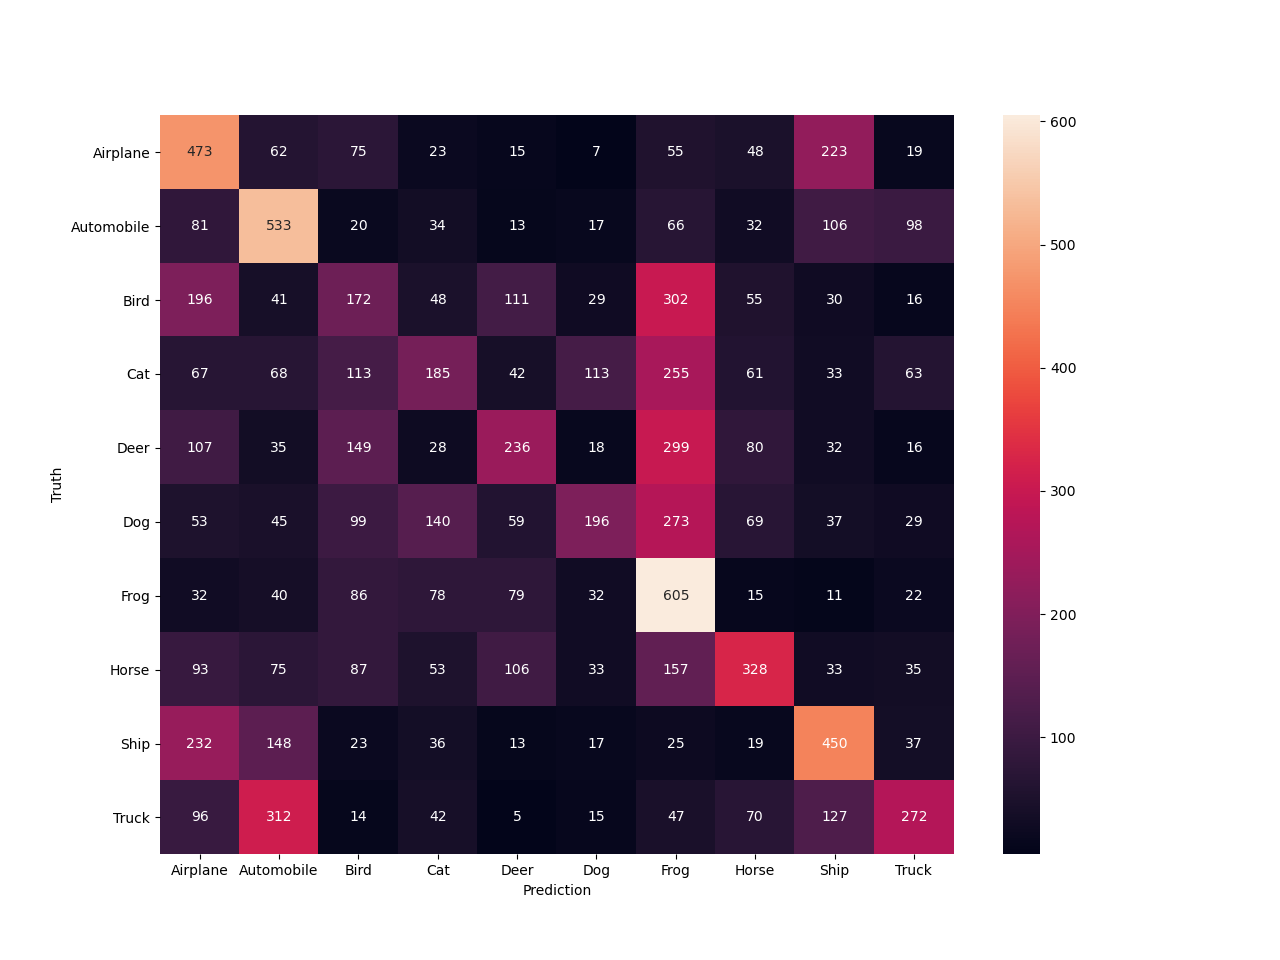 Airplane 473 62 75 23 15 7 55 48 223 19
Automobile 81 533 20 34 13 17 66 32 106 98
Bird 196 41 172 48 111 29 302 55 30 16
Cat 67 68 113 185 42 113 255 61 33 63
Deer 107 35 149 28 236 18 299 80 32 16
Dog 53 45 99 140 59 196 273 69 37 29
Frog 32 40 86 78 79 32 605 15 11 22
Horse 93 75 87 53 106 33 157 328 33 35
Ship 232 148 23 36 13 17 25 19 450 37
Truck 96 312 14 42 5 15 47 70 127 272
Airplane Automobile Bird Cat Deer Dog Frog Horse Ship Truck
Prediction
Truth
600
500
400
300
200
100